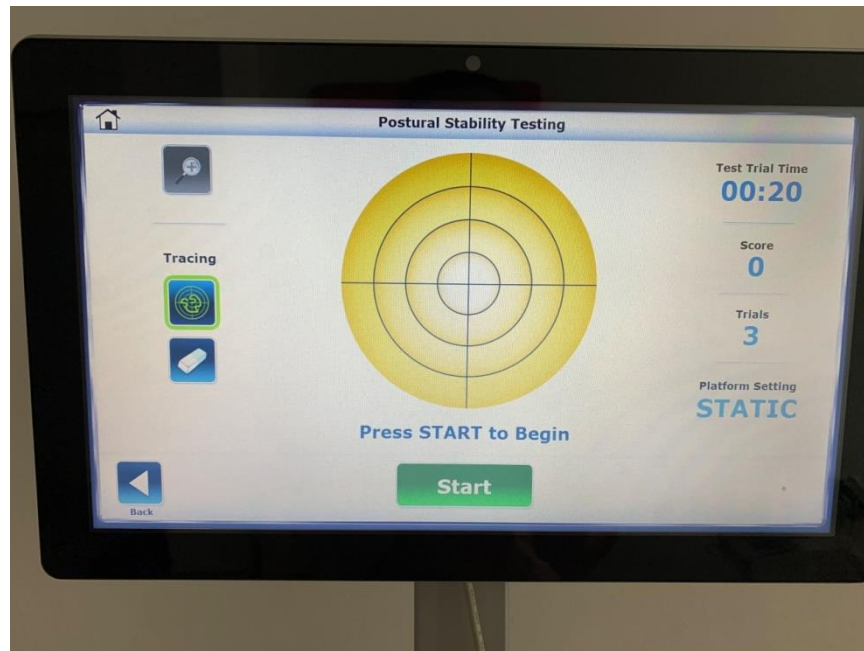 Postural Stability Testing
Tracing
Test Trial Time
00:20
Score
0
Trials
3
Platform Setting
STATIC
Press START to Begin
Start
Back